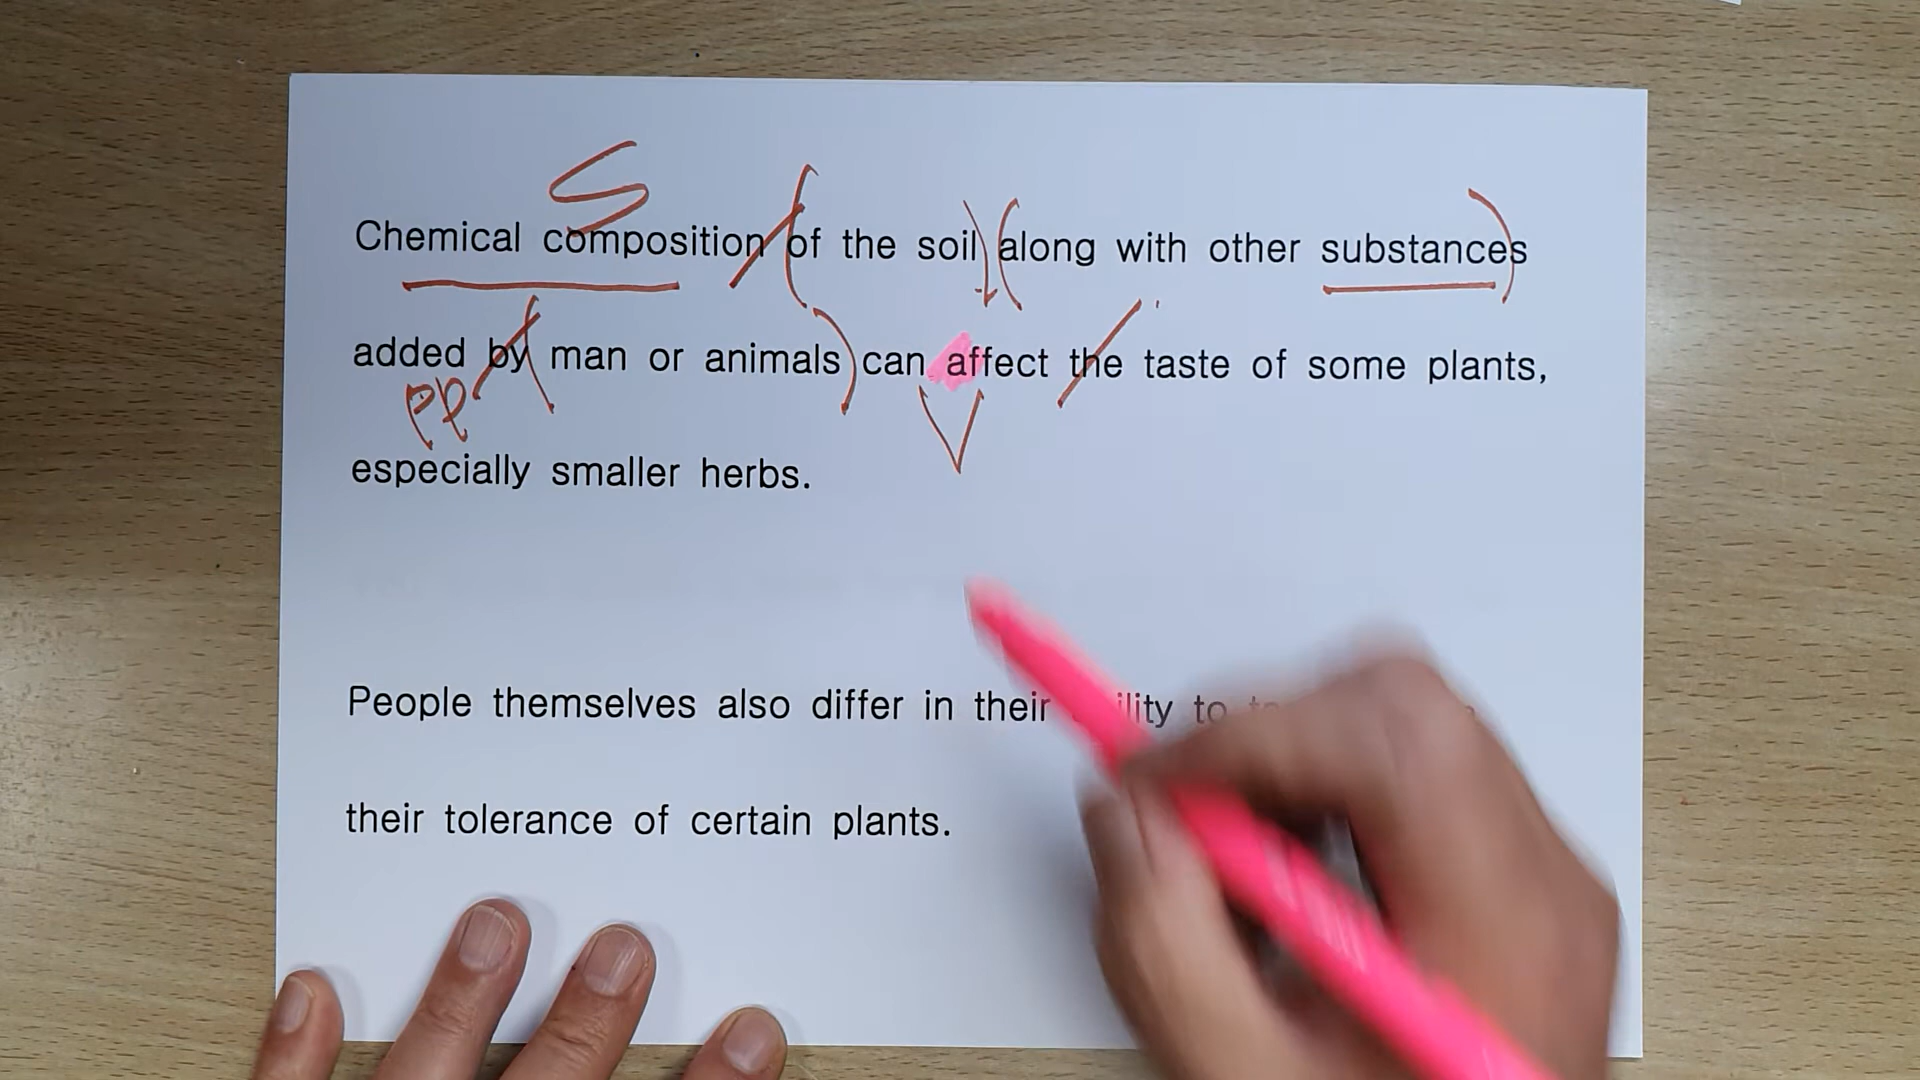 S
Chemical composition of the soil along with other substances
added by man or animals can affect the taste of some plants,
PP V
especially smaller herbs.
People themselves also differ in their to
their tolerance of certain plants.